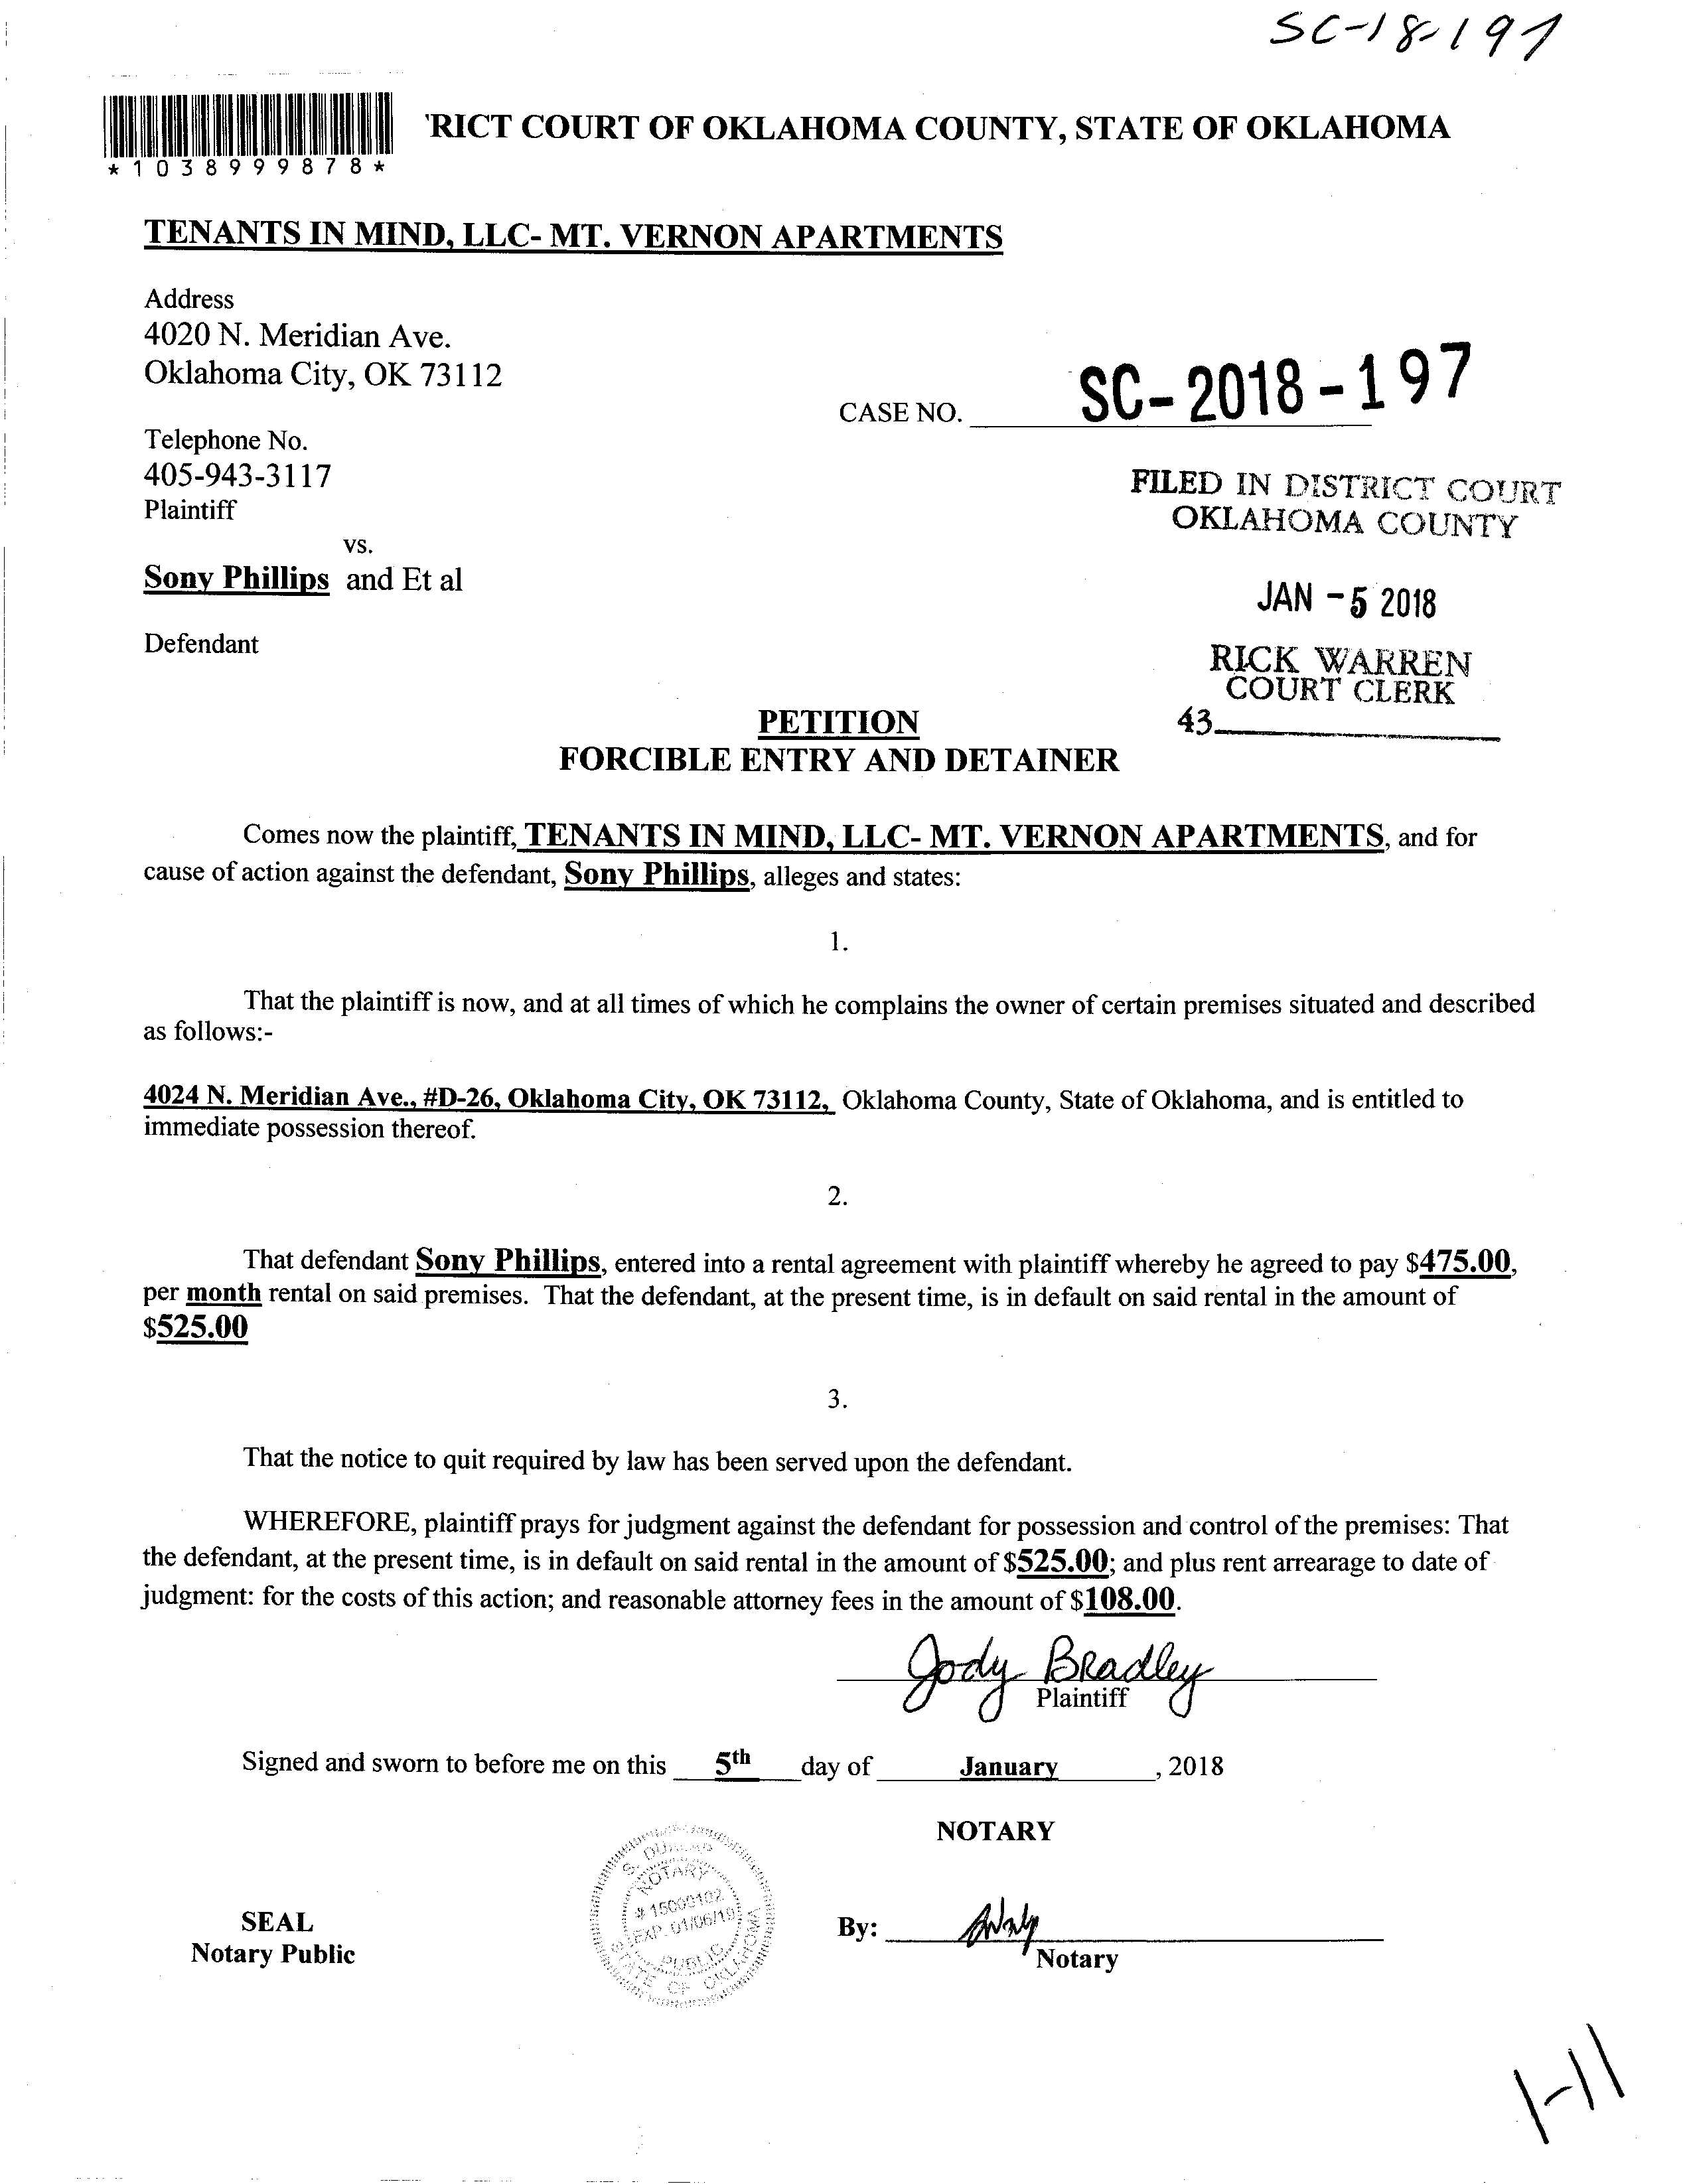 SC-18-197
'RICT COURT OF OKLAHOMA COUNTY, STATE OF OKLAHOMA
*1038999878*
TENANTS IN MIND, LLC- MT. VERNON APARTMENTS
Address
4020 N. Meridian Ave.
Oklahoma City, OK 73112
CASE NO. SC-2018-197
Telephone No.
405-943-3117
Plaintiff
FILED IN DISTRICT COURT
OKLAHOMA COUNTY
vs.
Sony Phillips and Et al
JAN -5 2018
Defendant
RICK WARREN
COURT CLERK
43
PETITION
FORCIBLE ENTRY AND DETAINER
Comes now the plaintiff, TENANTS IN MIND, LLC- MT. VERNON APARTMENTS, and for
cause of action against the defendant, Sony Phillips, alleges and states:
1.
That the plaintiff is now, and at all times of which he complains the owner of certain premises situated and described
as follows:-
4024 N. Meridian Ave., #D-26, Oklahoma City, OK 73112, Oklahoma County, State of Oklahoma, and is entitled to
immediate possession thereof.
2.
That defendant Sony Phillips, entered into a rental agreement with plaintiff whereby he agreed to pay $475.00,
per month rental on said premises. That the defendant, at the present time, is in default on said rental in the amount of
$525.00
3.
That the notice to quit required by law has been served upon the defendant.
WHEREFORE, plaintiff prays for judgment against the defendant for possession and control of the premises: That
the defendant, at the present time, is in default on said rental in the amount of $525.00; and plus rent arrearage to date of
judgment: for the costs of this action; and reasonable attorney fees in the amount of $108.00.
Jody Bradley
Plaintiff
Signed and sworn to before me on this 5th day of January, 2018
NOTARY
S.
NOTARY
# 15000102
EXP. 01/06/19
PUBLIC
STATE OF OKLAHOMA
SEAL
Notary Public
By:
Notary
1-11